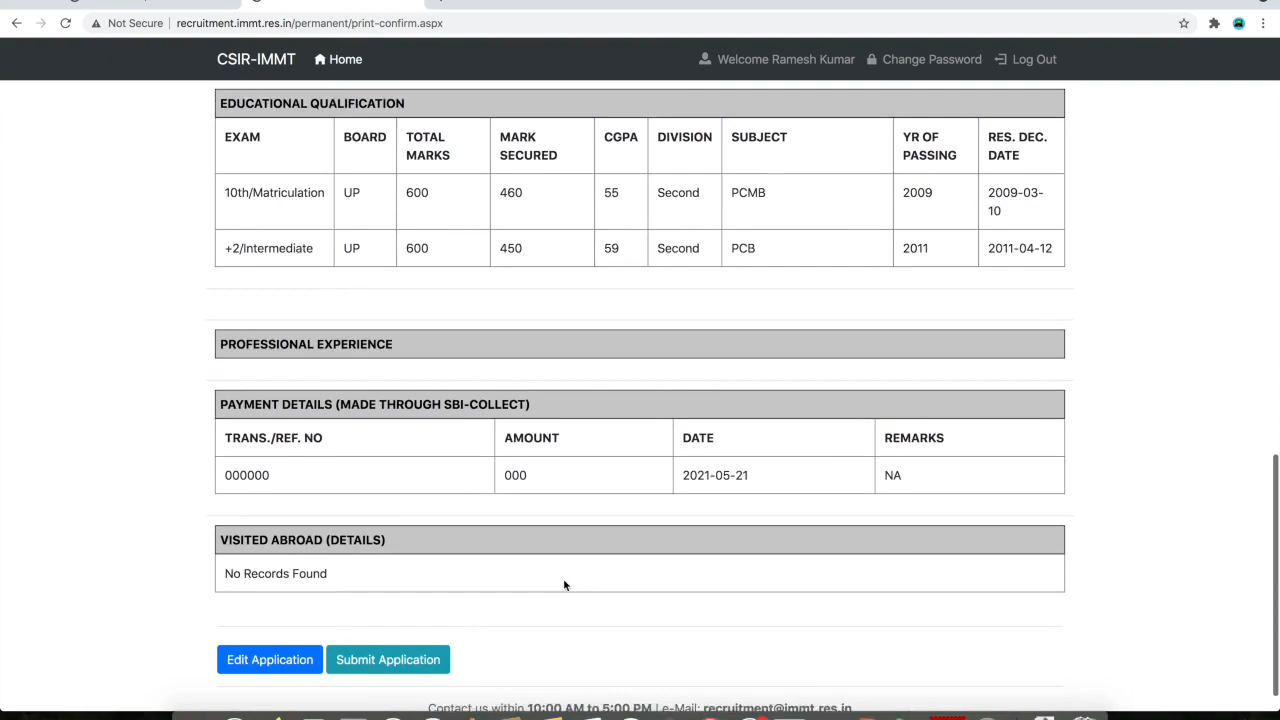 Not Secure recruitment.immt.res.in/permanent/print-confirm.aspx
CSIR-IMMT Home Welcome Ramesh Kumar Change Password Log Out
EDUCATIONAL QUALIFICATION
EXAM BOARD TOTAL MARKS MARK SECURED CGPA DIVISION SUBJECT YR OF PASSING RES. DEC. DATE
10th/Matriculation UP 600 460 55 Second PCMB 2009 2009-03-10
+2/Intermediate UP 600 450 59 Second PCB 2011 2011-04-12
PROFESSIONAL EXPERIENCE
PAYMENT DETAILS (MADE THROUGH SBI-COLLECT)
TRANS./REF. NO AMOUNT DATE REMARKS
000000 000 2021-05-21 NA
VISITED ABROAD (DETAILS)
No Records Found
Edit Application Submit Application
Contact us within 10:00 AM to 5:00 PM | e-Mail: recruitment@immt.res.in